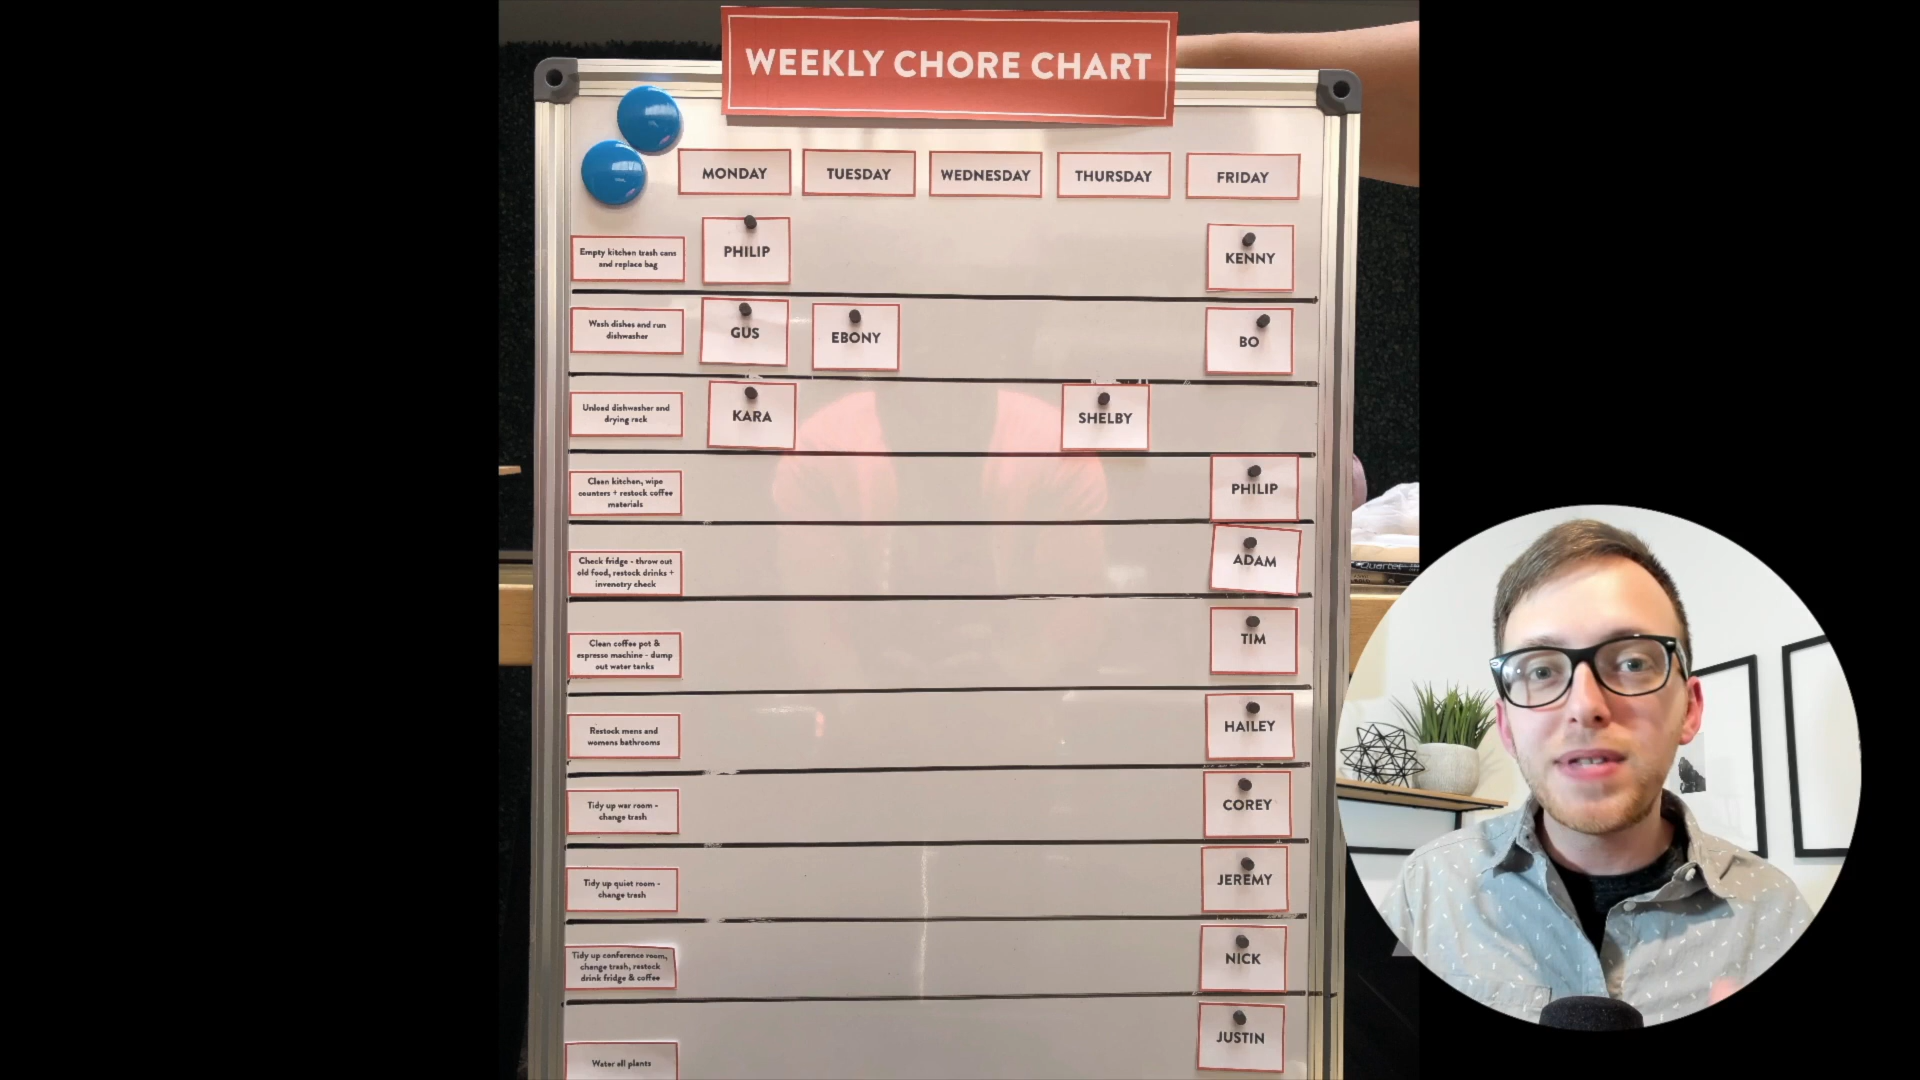 WEEKLY CHORE CHART
MONDAY
TUESDAY
WEDNESDAY
THURSDAY
FRIDAY
Empty kitchen trash cans
and replace bag
PHILIP
KENNY
Wash dishes and run
dishwasher
GUS
EBONY
BO
Unload dishwasher and
drying rack
KARA
SHELBY
Clean kitchen, wipe
counters + restock coffee
materials
PHILIP
Check fridge - throw out
old food, restock drinks +
invenotry check
ADAM
Clean coffee pot &
espresso machine - dump
out water tanks
TIM
Restock mens and
womens bathrooms
HAILEY
Tidy up war room -
change trash
COREY
Tidy up quiet room -
change trash
JEREMY
Tidy up conference room,
change trash, restock
drink fridge & coffee
NICK
Water all plants
JUSTIN
Quartet